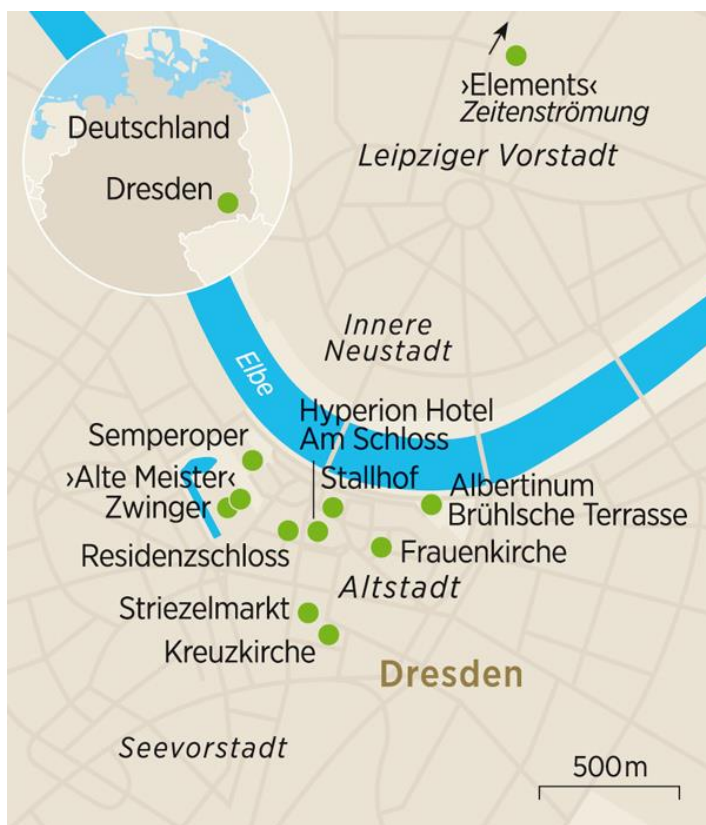 ›Elements‹
Zeitenströmung
Leipziger Vorstadt
Deutschland
Dresden
Innere
Neustadt
Elbe
Hyperion Hotel
Am Schloss
Semperoper
Stallhof
›Alte Meister‹
Zwinger
Albertinum
Brühlsche Terrasse
Residenzschloss
Frauenkirche
Altstadt
Striezelmarkt
Kreuzkirche
Dresden
Seevorstadt
500 m